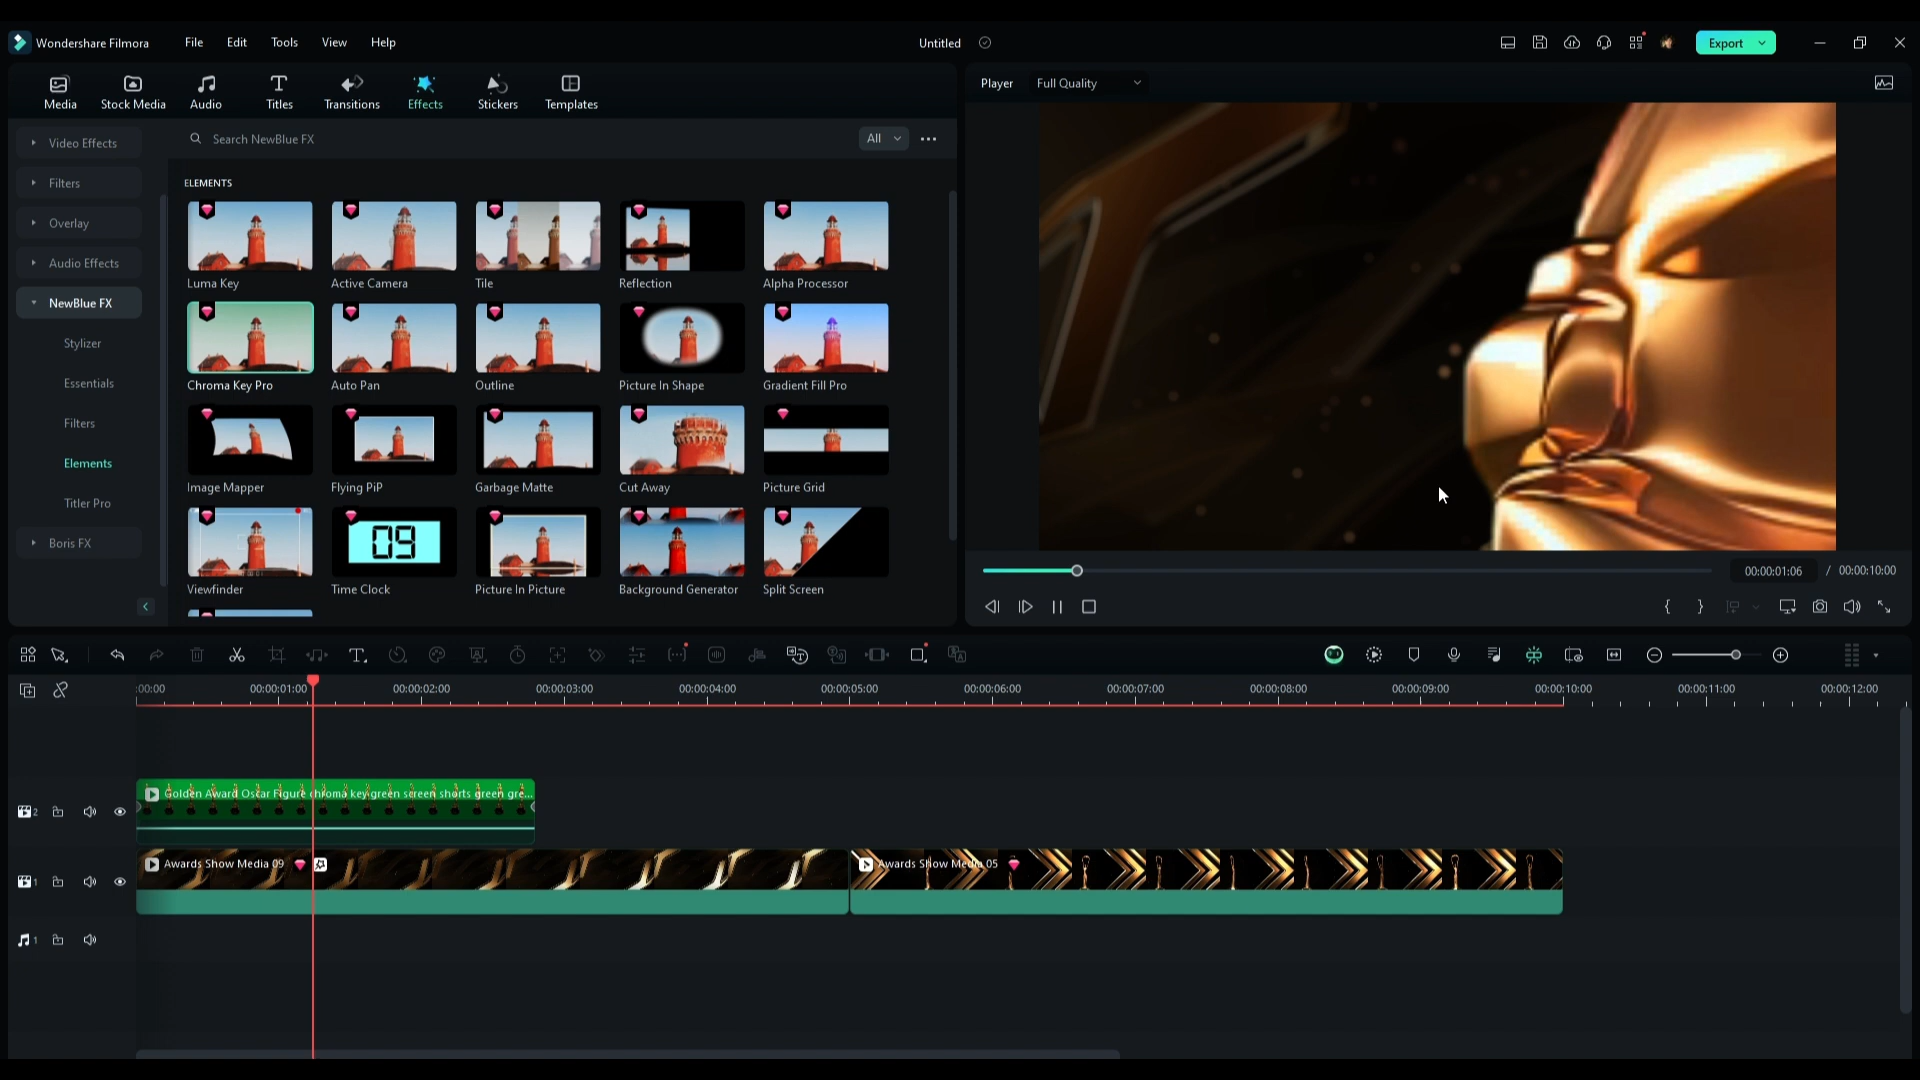 Wondershare Filmora
File
Edit
Tools
View
Help
Untitled
Export
Media
Stock Media
Audio
Titles
Transitions
Effects
Stickers
Templates
Player
Full Quality
Video Effects
Filters
Overlay
Audio Effects
NewBlue FX
Stylizer
Essentials
Filters
Elements
Titler Pro
Boris FX
Search NewBlue FX
All
ELEMENTS
Luma Key
Active Camera
Tile
Reflection
Alpha Processor
Chroma Key Pro
Auto Pan
Outline
Picture In Shape
Gradient Fill Pro
Image Mapper
Flying PiP
Garbage Matte
Cut Away
Picture Grid
09
Viewfinder
Time Clock
Picture In Picture
Background Generator
Split Screen
00:00:01:06 / 00:00:10:00
:00:00
00:00:01:00
00:00:02:00
00:00:03:00
00:00:04:00
00:00:05:00
00:00:06:00
00:00:07:00
00:00:08:00
00:00:09:00
00:00:10:00
00:00:11:00
00:00:12:00
2
Golden Award Oscar Figure chroma key green screen shorts green gre...
1
Awards Show Media 09
Awards Show Media 05
1